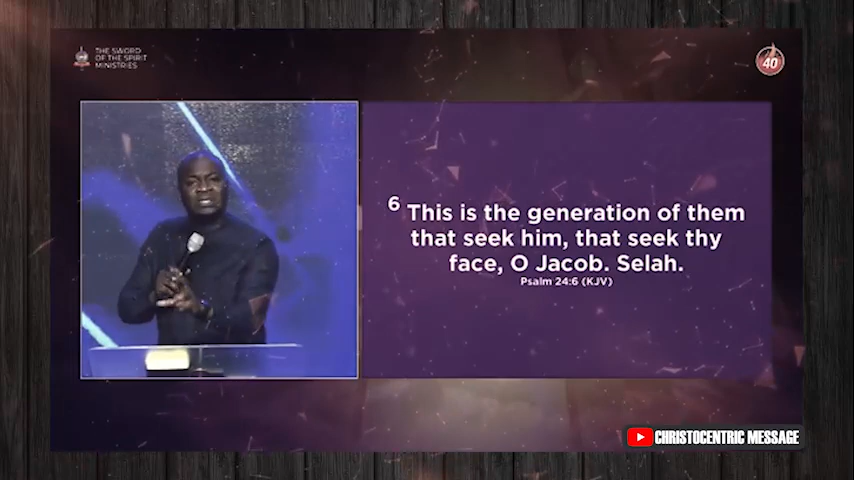 THE SWORD
OF THE SPIRIT
MINISTRIES
40
6 This is the generation of them
that seek him, that seek thy
face, O Jacob. Selah.
Psalm 24:6 (KJV)
CHRISTOCENTRIC MESSAGE